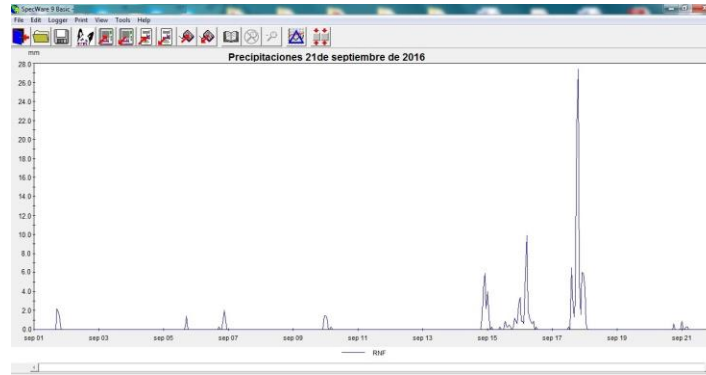 SpecWare 9 Basic -
File Edit Logger Print View Tools Help
Precipitaciones 21de septiembre de 2016
mm
28.0
26.0
24.0
22.0
20.0
18.0
16.0
14.0
12.0
10.0
8.0
6.0
4.0
2.0
0.0
sep 01 sep 03 sep 05 sep 07 sep 09 sep 11 sep 13 sep 15 sep 17 sep 19 sep 21
RNF